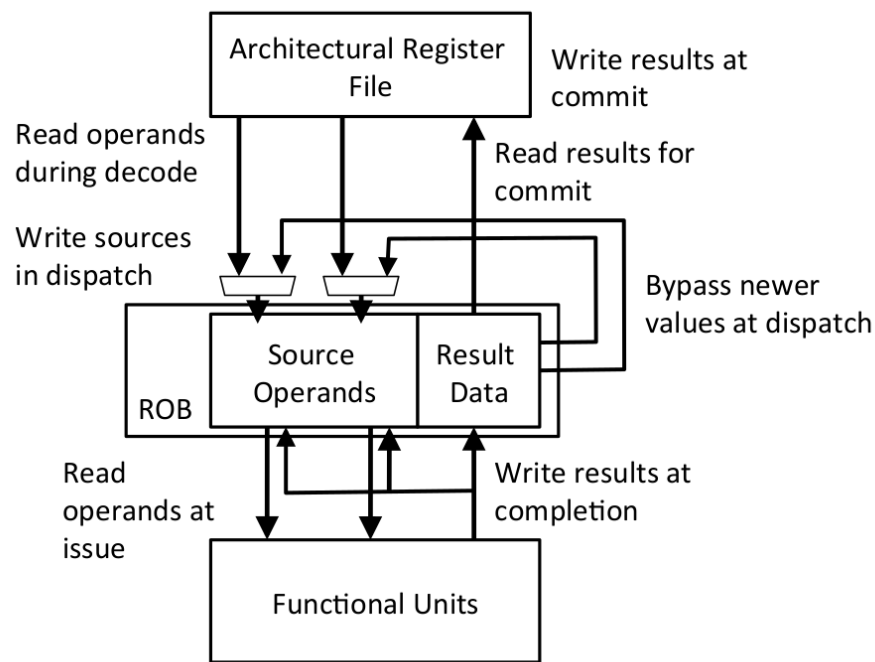 Architectural Register
File
Write results at
commit
Read operands
during decode
Read results for
commit
Write sources
in dispatch
Bypass newer
values at dispatch
Source
Operands
Result
Data
ROB
Read
operands at
issue
Write results at
completion
Functional Units